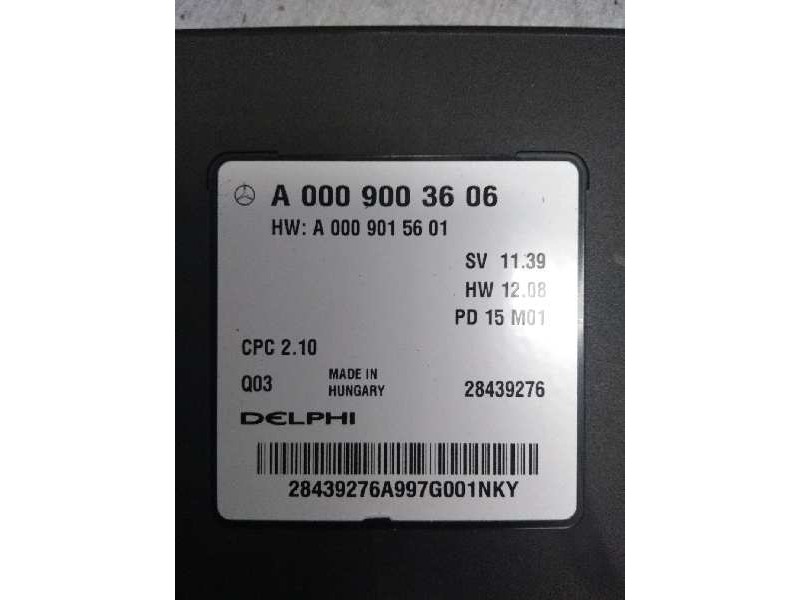 A 000 900 36 06
HW: A 000 901 56 01
SV 11.39
HW 12.08
PD 15 M01
CPC 2.10
Q03
MADE IN
HUNGARY
28439276
DELPHI
28439276A997G001NKY